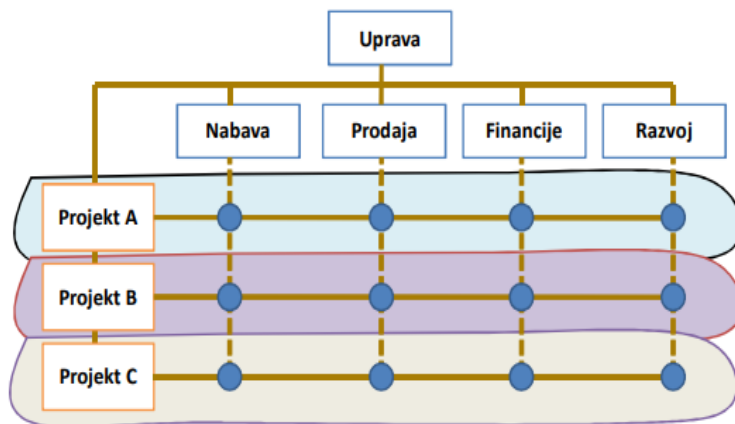 Uprava
Nabava
Prodaja
Financije
Razvoj
Projekt A
Projekt B
Projekt C